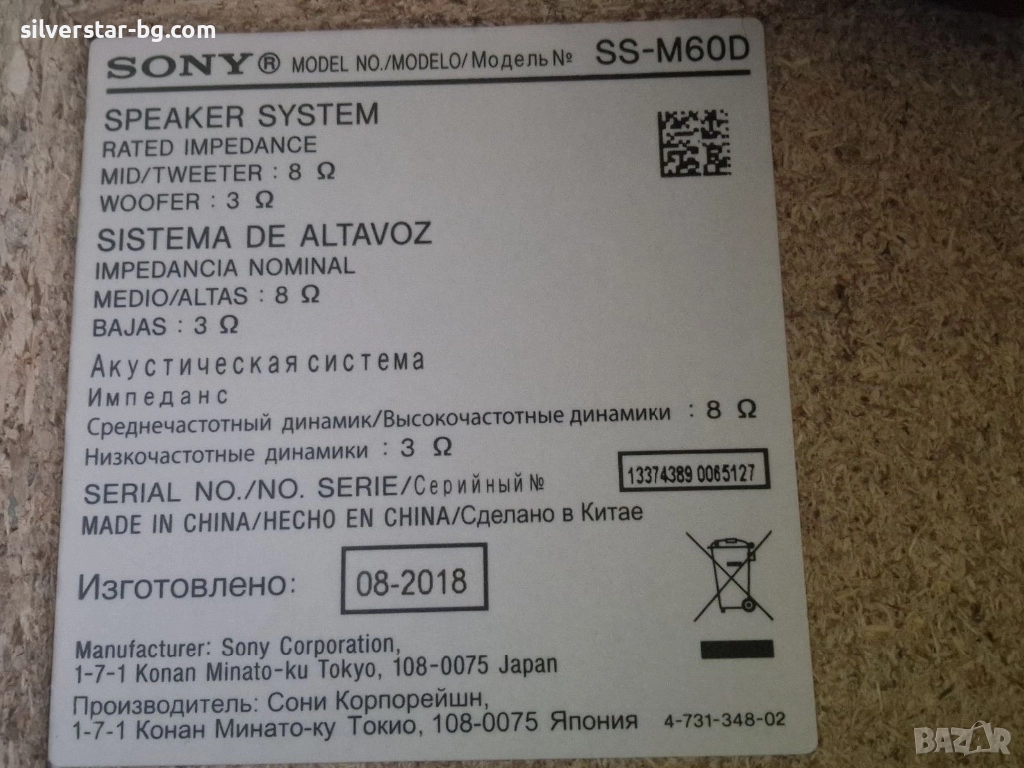 silverstar-bg.com
SONY® MODEL NO./MODELO/Модель № SS-M60D
SPEAKER SYSTEM
RATED IMPEDANCE
MID/TWEETER : 8 Ω
WOOFER : 3 Ω
SISTEMA DE ALTAVOZ
IMPEDANCIA NOMINAL
MEDIO/ALTAS : 8 Ω
BAJAS : 3 Ω
Акустическая система
Импеданс
Среднечастотный динамик/Высокочастотные динамики : 8 Ω
Низкочастотные динамики : 3 Ω
SERIAL NO./NO. SERIE/Серийный № 13374389 0065127
MADE IN CHINA/HECHO EN CHINA/Сделано в Китае
Изготовлено: 08-2018
Manufacturer: Sony Corporation,
1-7-1 Konan Minato-ku Tokyo, 108-0075 Japan
Производитель: Сони Корпорейшн,
1-7-1 Конан Минато-ку Токио, 108-0075 Япония 4-731-348-02
BAZAR